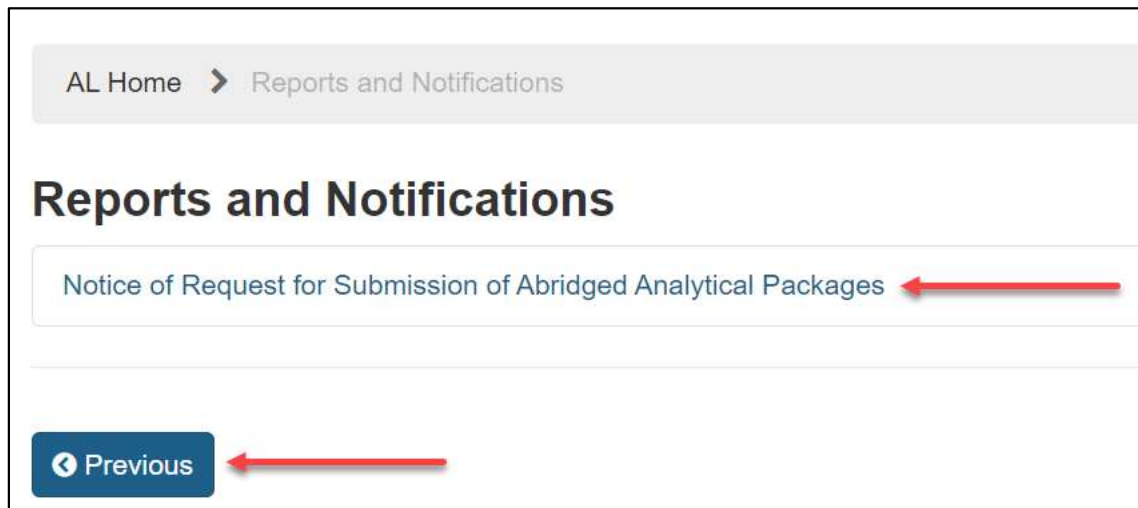 AL Home Reports and Notifications
Reports and Notifications
Notice of Request for Submission of Abridged Analytical Packages
Previous